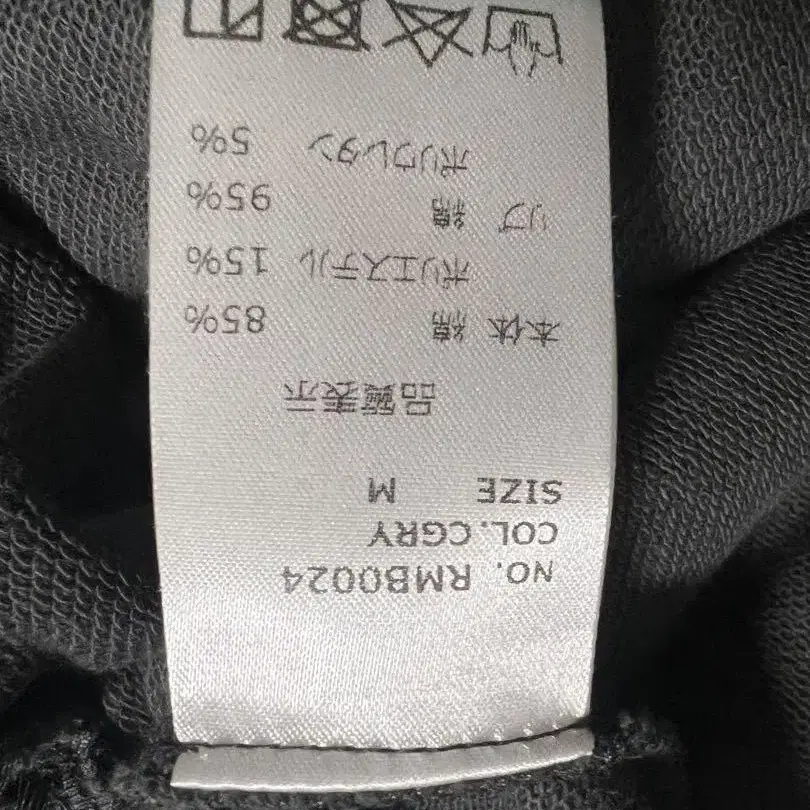 NO. RMB0024
COL.CGRY
SIZE M
品質表示
本体 綿 85%
ポリエステル 15%
リブ 綿 95%
ポリウレタン 5%